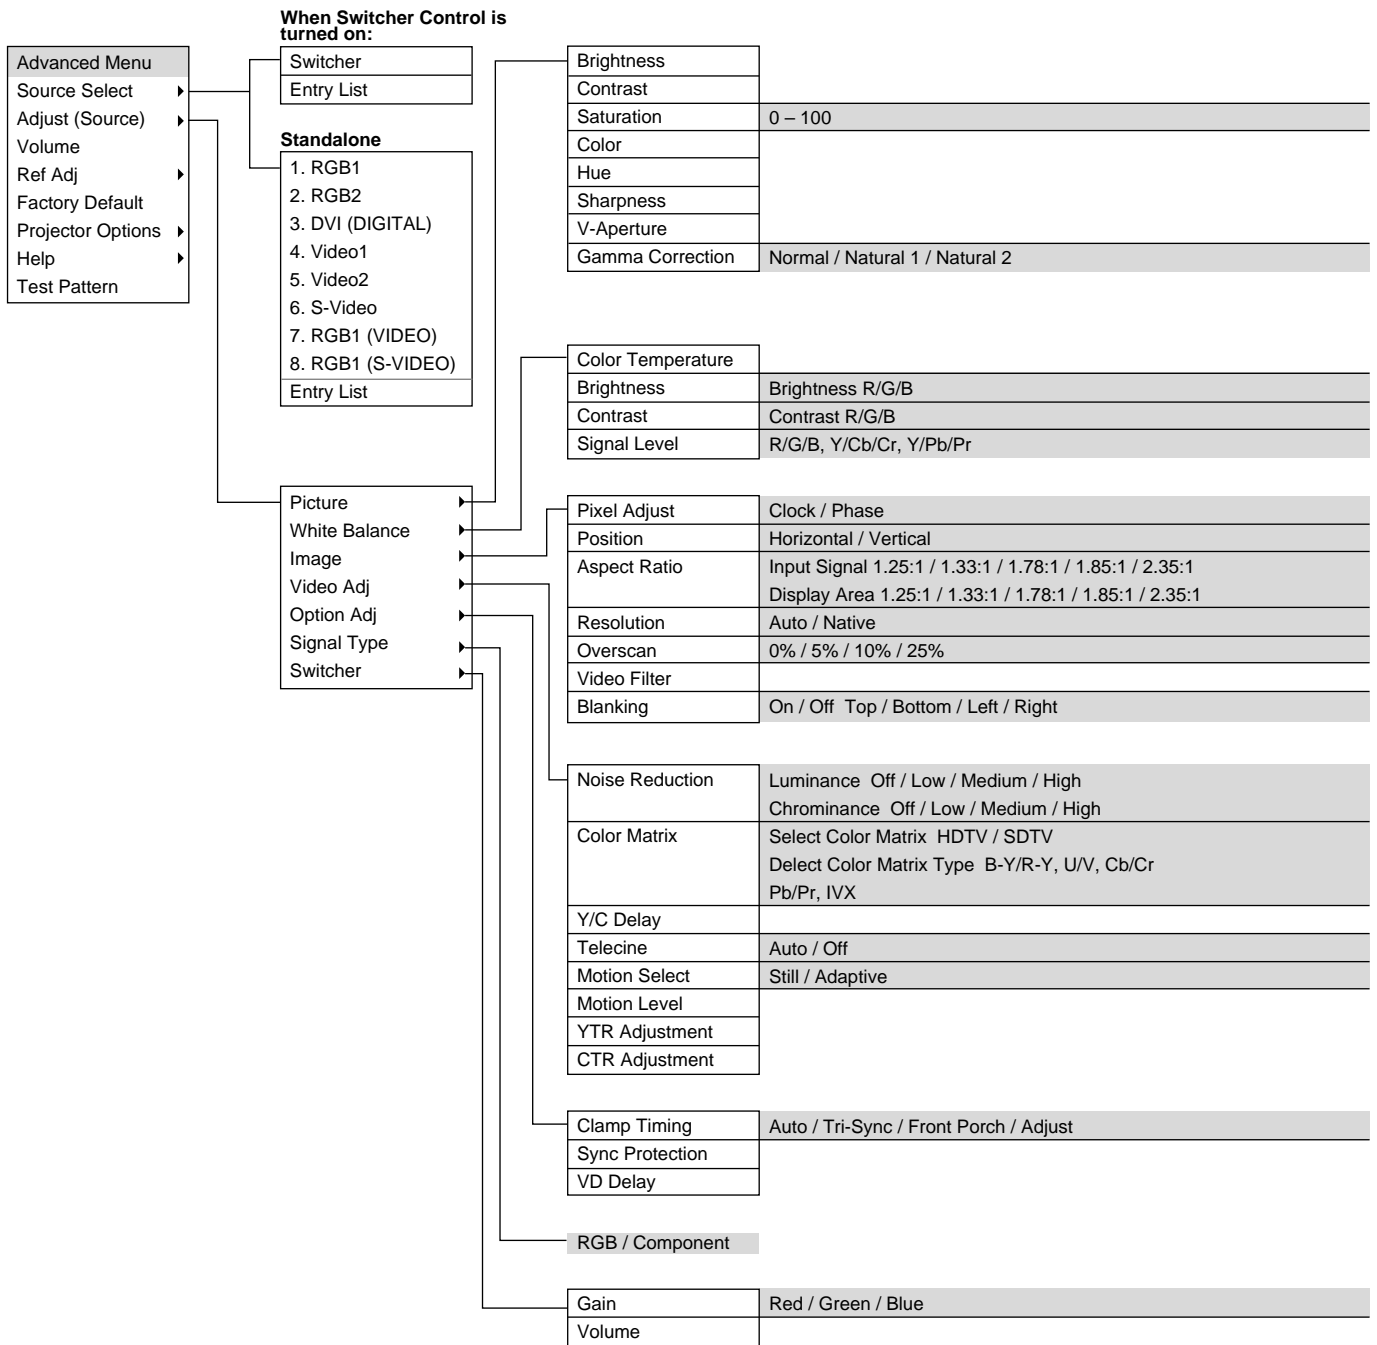 When Switcher Control is
turned on:
Advanced Menu
Source Select
Adjust (Source)
Volume
Ref Adj
Factory Default
Projector Options
Help
Test Pattern
Switcher
Entry List
Standalone
1. RGB1
2. RGB2
3. DVI (DIGITAL)
4. Video1
5. Video2
6. S-Video
7. RGB1 (VIDEO)
8. RGB1 (S-VIDEO)
Entry List
Picture
White Balance
Image
Video Adj
Option Adj
Signal Type
Switcher
Brightness
Contrast
Saturation 0 – 100
Color
Hue
Sharpness
V-Aperture
Gamma Correction Normal / Natural 1 / Natural 2
Color Temperature
Brightness Brightness R/G/B
Contrast Contrast R/G/B
Signal Level R/G/B, Y/Cb/Cr, Y/Pb/Pr
Pixel Adjust Clock / Phase
Position Horizontal / Vertical
Aspect Ratio Input Signal 1.25:1 / 1.33:1 / 1.78:1 / 1.85:1 / 2.35:1
Display Area 1.25:1 / 1.33:1 / 1.78:1 / 1.85:1 / 2.35:1
Resolution Auto / Native
Overscan 0% / 5% / 10% / 25%
Video Filter
Blanking On / Off Top / Bottom / Left / Right
Noise Reduction Luminance Off / Low / Medium / High
Chrominance Off / Low / Medium / High
Color Matrix Select Color Matrix HDTV / SDTV
Delect Color Matrix Type B-Y/R-Y, U/V, Cb/Cr
Pb/Pr, IVX
Y/C Delay
Telecine Auto / Off
Motion Select Still / Adaptive
Motion Level
YTR Adjustment
CTR Adjustment
Clamp Timing Auto / Tri-Sync / Front Porch / Adjust
Sync Protection
VD Delay
RGB / Component
Gain Red / Green / Blue
Volume